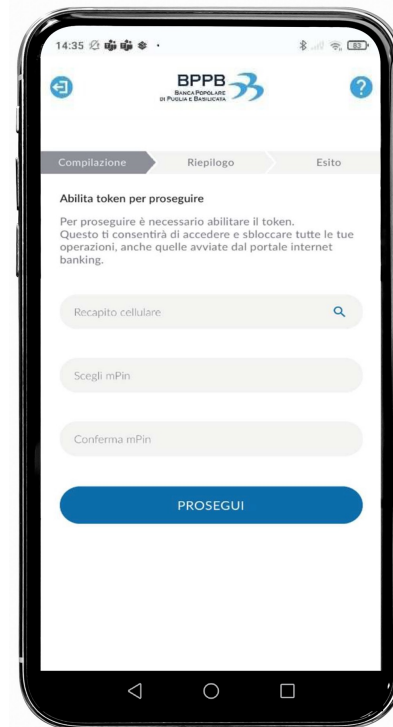 14:35
83
BPPB
BANCA POPOLARE
DI PUGLIA E BASILICATA
?
Compilazione Riepilogo Esito
Abilita token per proseguire
Per proseguire è necessario abilitare il token.
Questo ti consentirà di accedere e sbloccare tutte le tue
operazioni, anche quelle avviate dal portale internet
banking.
Recapito cellulare
Scegli mPin
Conferma mPin
PROSEGUI